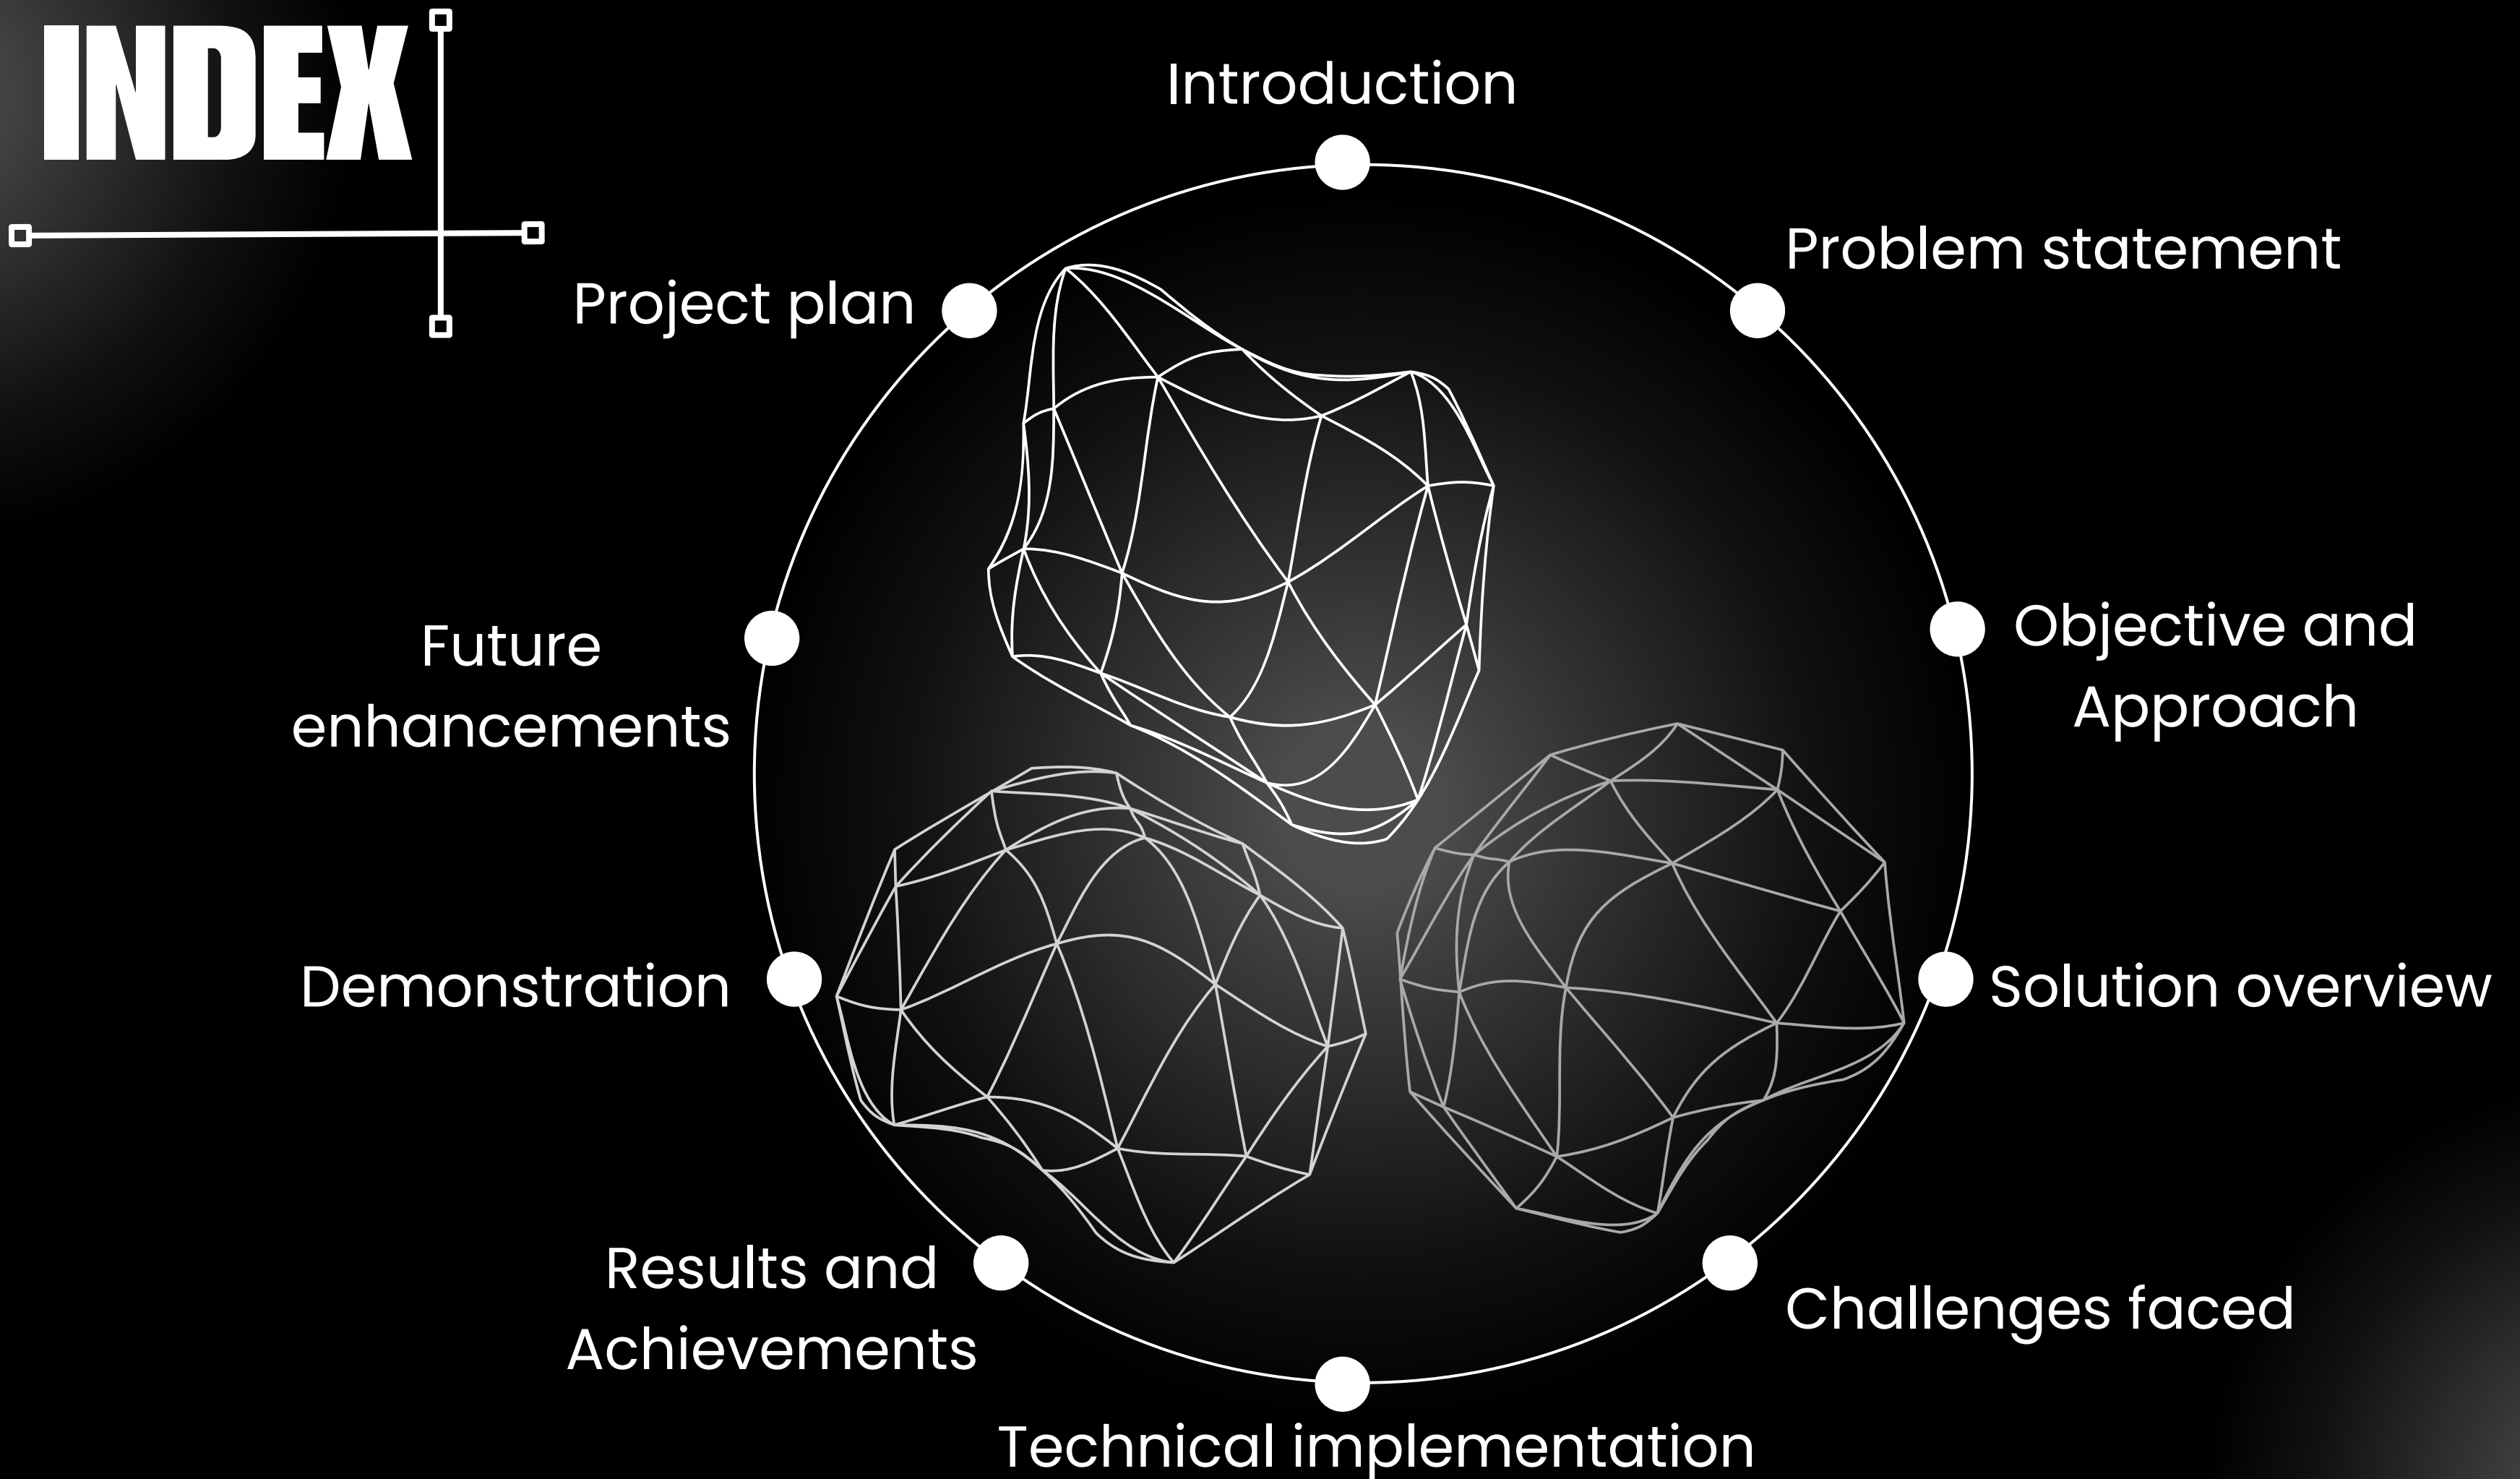 INDEX
Introduction
Problem statement
Objective and
Approach
Solution overview
Challenges faced
Technical implementation
Results and
Achievements
Demonstration
Future
enhancements
Project plan